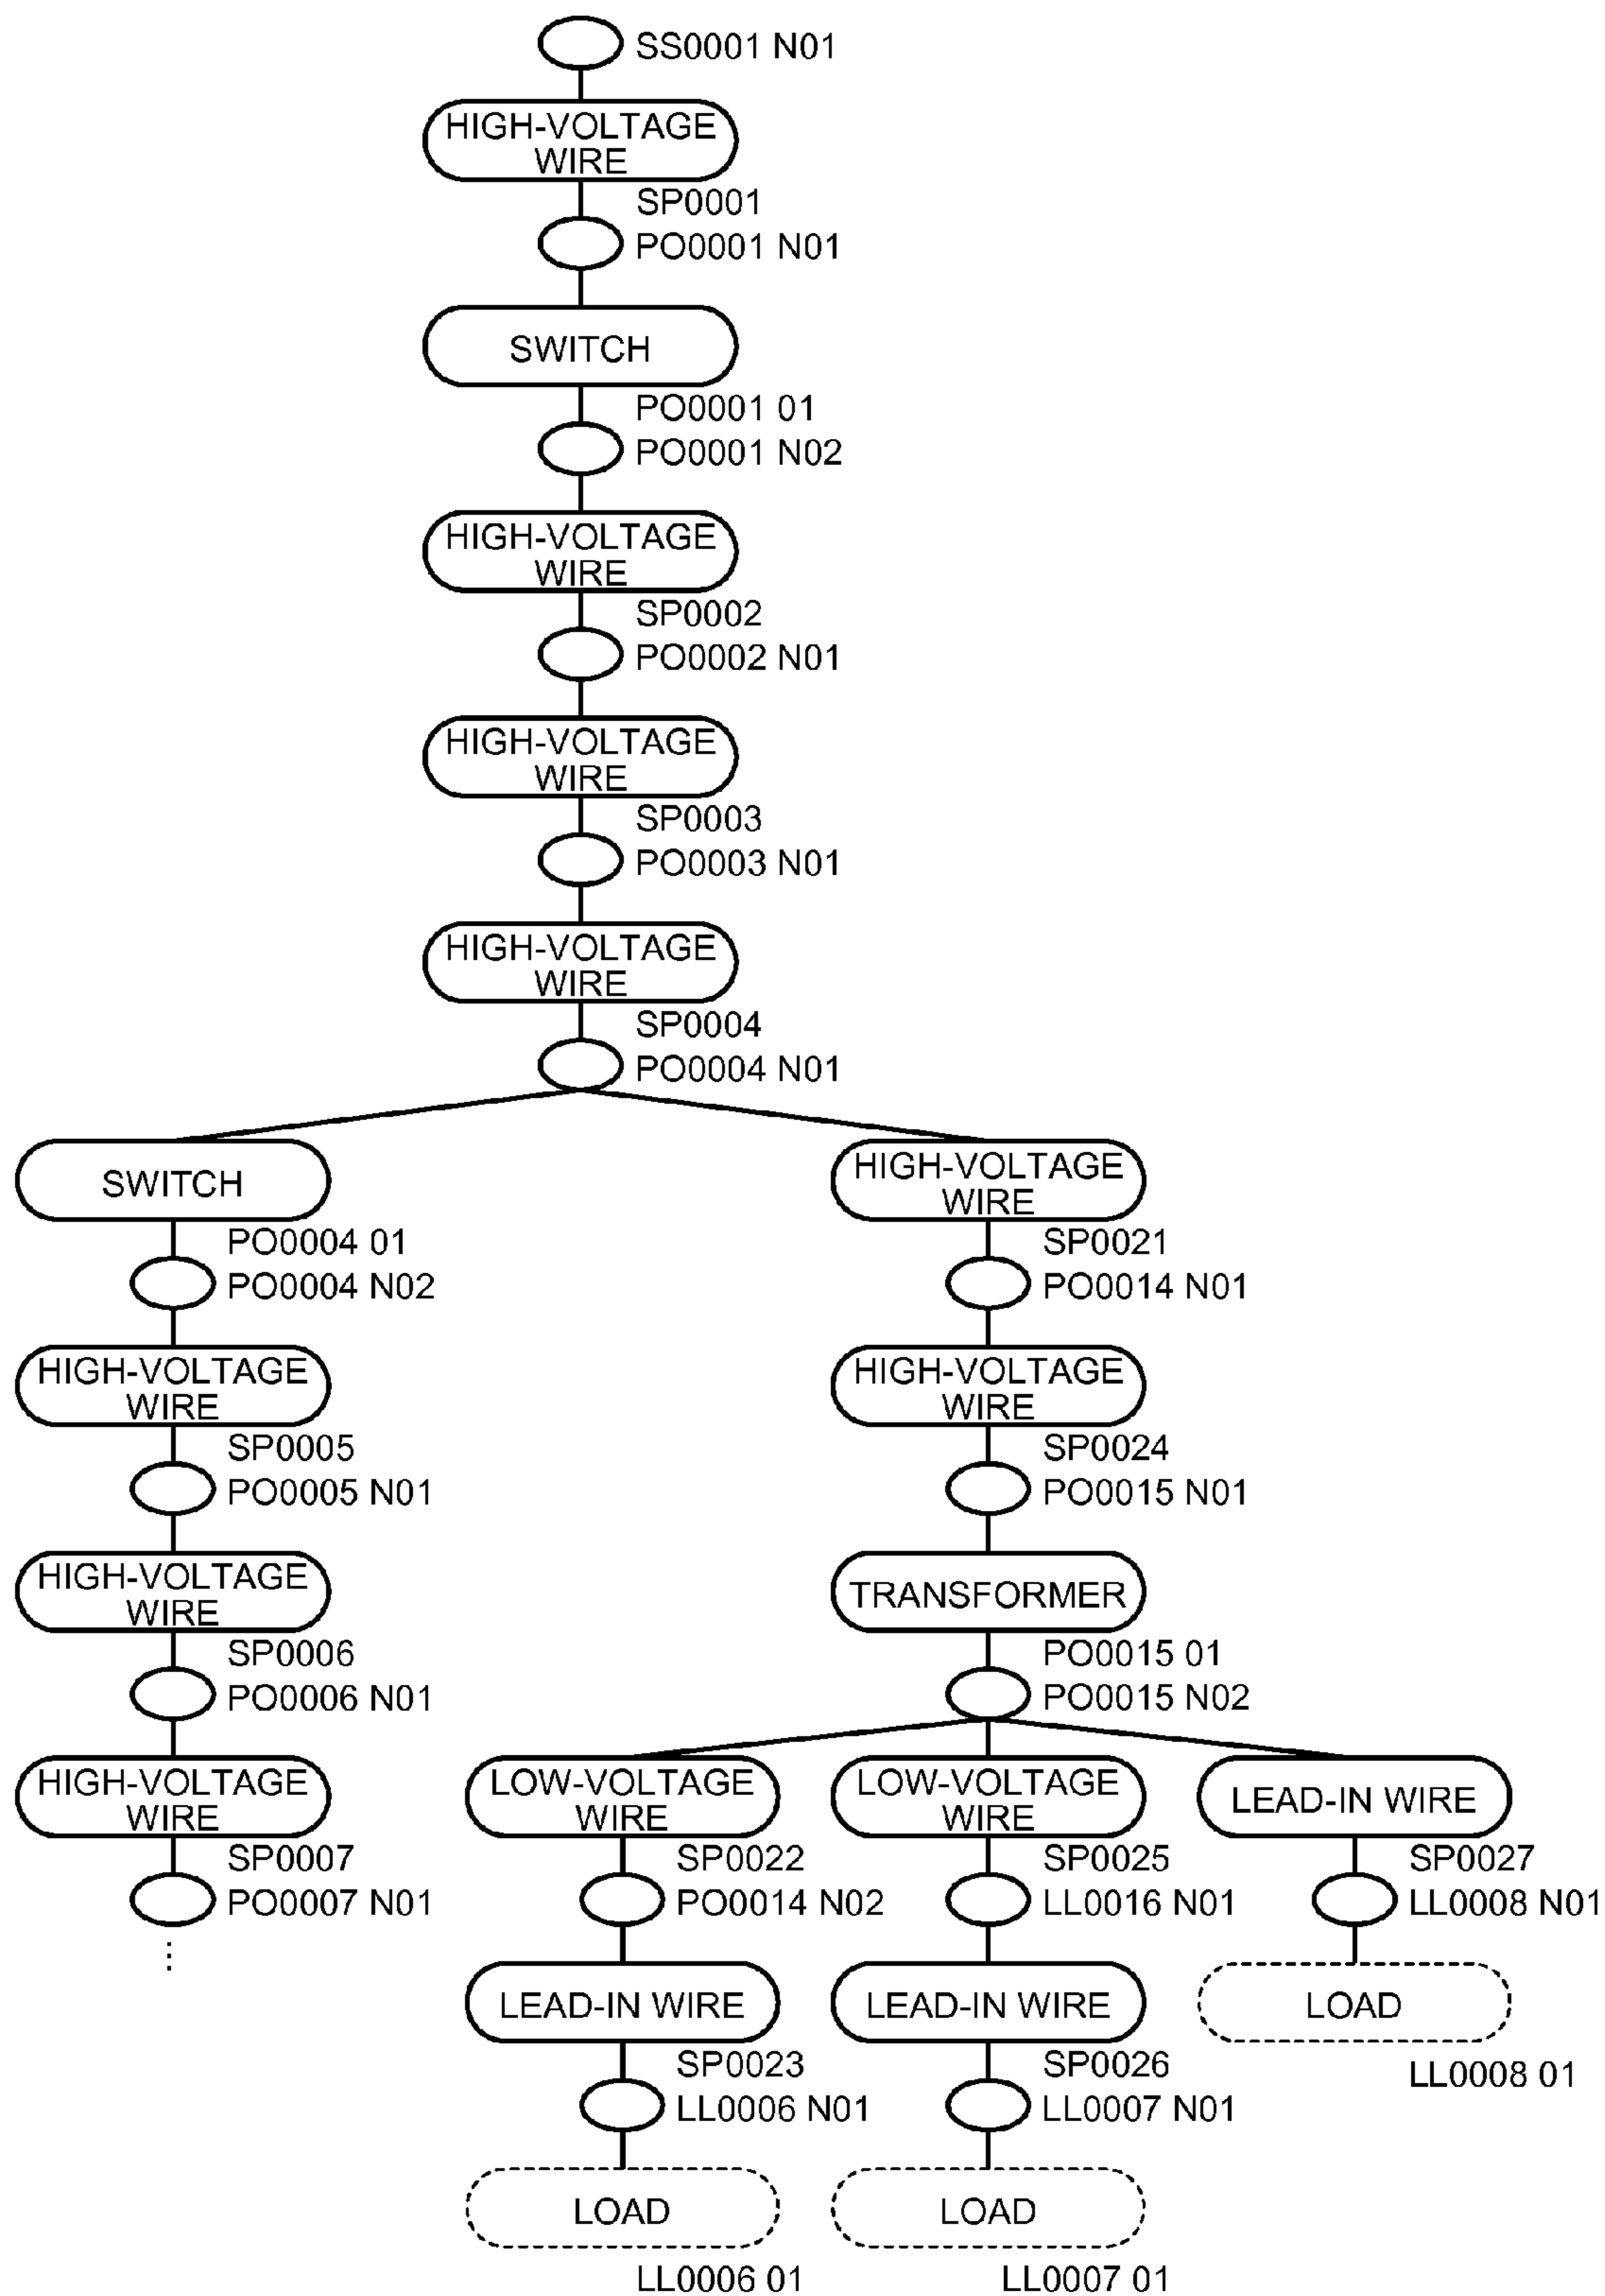 SS0001 N01
HIGH-VOLTAGE
WIRE
SP0001
PO0001 N01
SWITCH
PO0001 01
PO0001 N02
HIGH-VOLTAGE
WIRE
SP0002
PO0002 N01
HIGH-VOLTAGE
WIRE
SP0003
PO0003 N01
HIGH-VOLTAGE
WIRE
SP0004
PO0004 N01
SWITCH
PO0004 01
PO0004 N02
HIGH-VOLTAGE
WIRE
SP0005
PO0005 N01
HIGH-VOLTAGE
WIRE
SP0006
PO0006 N01
HIGH-VOLTAGE
WIRE
SP0007
PO0007 N01
⋮
HIGH-VOLTAGE
WIRE
SP0021
PO0014 N01
HIGH-VOLTAGE
WIRE
SP0024
PO0015 N01
TRANSFORMER
PO0015 01
PO0015 N02
LOW-VOLTAGE
WIRE
SP0022
PO0014 N02
LEAD-IN WIRE
SP0023
LL0006 N01
LOAD
LL0006 01
LOW-VOLTAGE
WIRE
SP0025
LL0016 N01
LEAD-IN WIRE
SP0026
LL0007 N01
LOAD
LL0007 01
LEAD-IN WIRE
SP0027
LL0008 N01
LOAD
LL0008 01